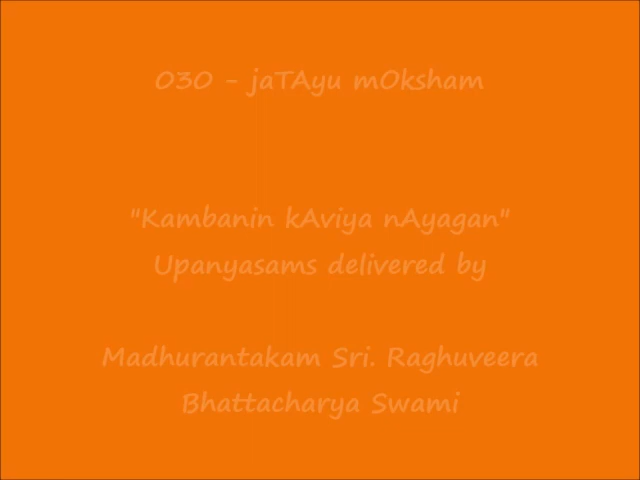 030 - jaTAyu mOksham
"Kambanin kAviya nAyagan"
Upanyasams delivered by
Madhurantakam Sri. Raghuveera
Bhattacharya Swami